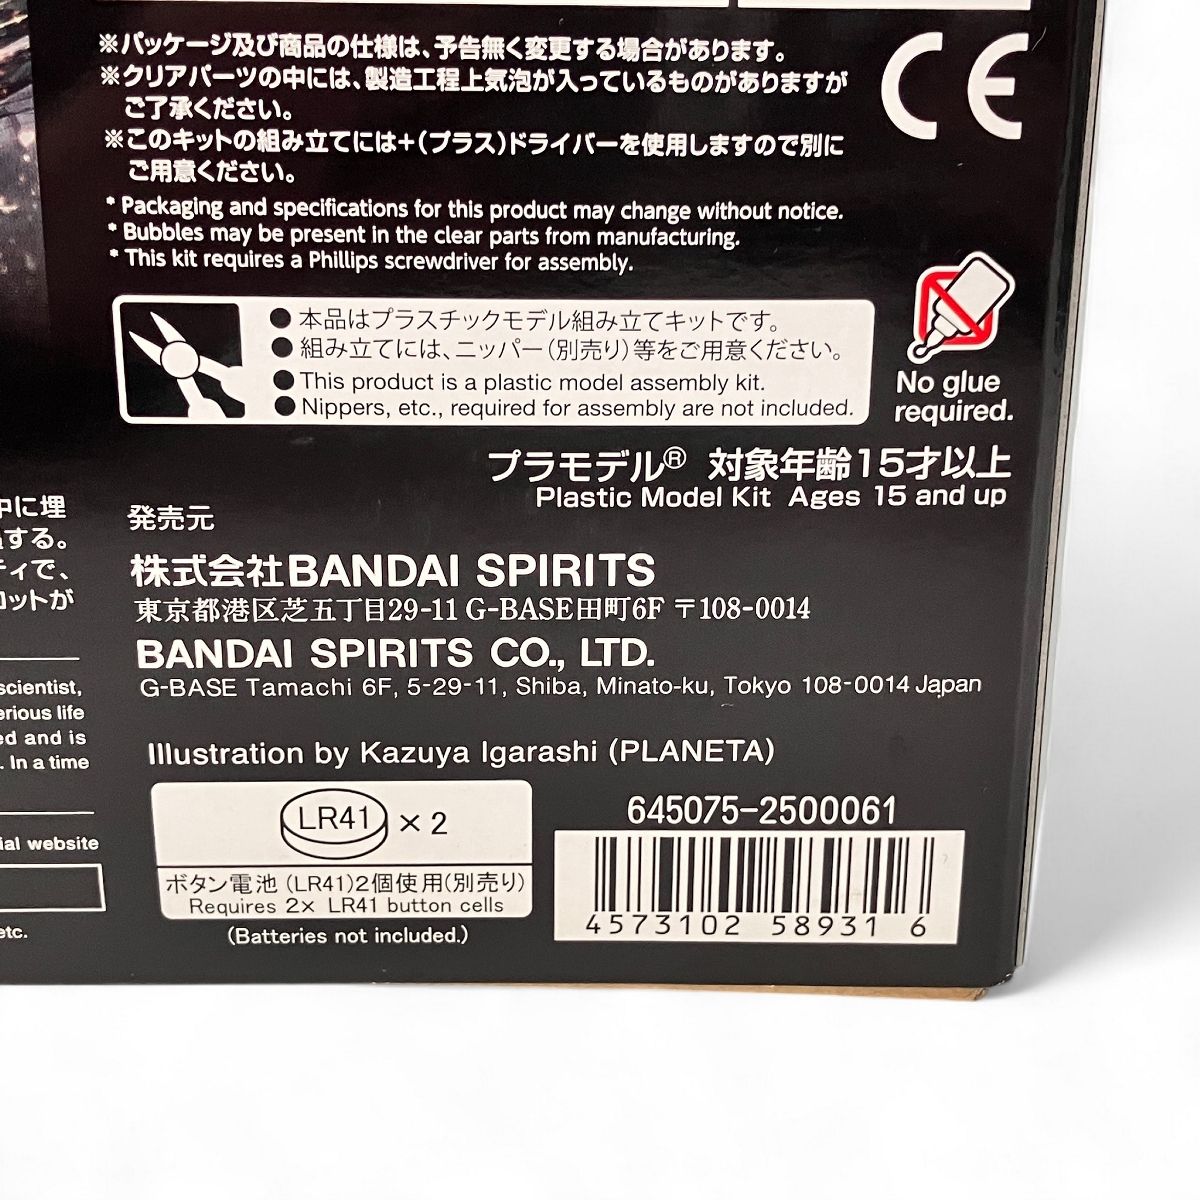 ※パッケージ及び商品の仕様は、予告無く変更する場合があります。
※クリアパーツの中には、製造工程上気泡が入っているものがありますが
ご了承ください。
※このキットの組み立てには+(プラス)ドライバーを使用しますので別に
ご用意ください。
* Packaging and specifications for this product may change without notice.
* Bubbles may be present in the clear parts from manufacturing.
* This kit requires a Phillips screwdriver for assembly.
CE
●本品はプラスチックモデル組み立てキットです。
●組み立てには、ニッパー(別売り)等をご用意ください。
●This product is a plastic model assembly kit.
●Nippers, etc., required for assembly are not included.
No glue
required.
プラモデル® 対象年齢15才以上
Plastic Model Kit Ages 15 and up
中に埋
する。
ティで、
ロットが
scientist,
life
and is
. In a time
website
etc.
発売元
株式会社BANDAI SPIRITS
東京都港区芝五丁目29-11 G-BASE田町6F 〒108-0014
BANDAI SPIRITS CO., LTD.
G-BASE Tamachi 6F, 5-29-11, Shiba, Minato-ku, Tokyo 108-0014 Japan
Illustration by Kazuya Igarashi (PLANETA)
LR41 × 2
ボタン電池(LR41)2個使用(別売り)
Requires 2× LR41 button cells
(Batteries not included.)
645075-2500061
4573102 58931 6